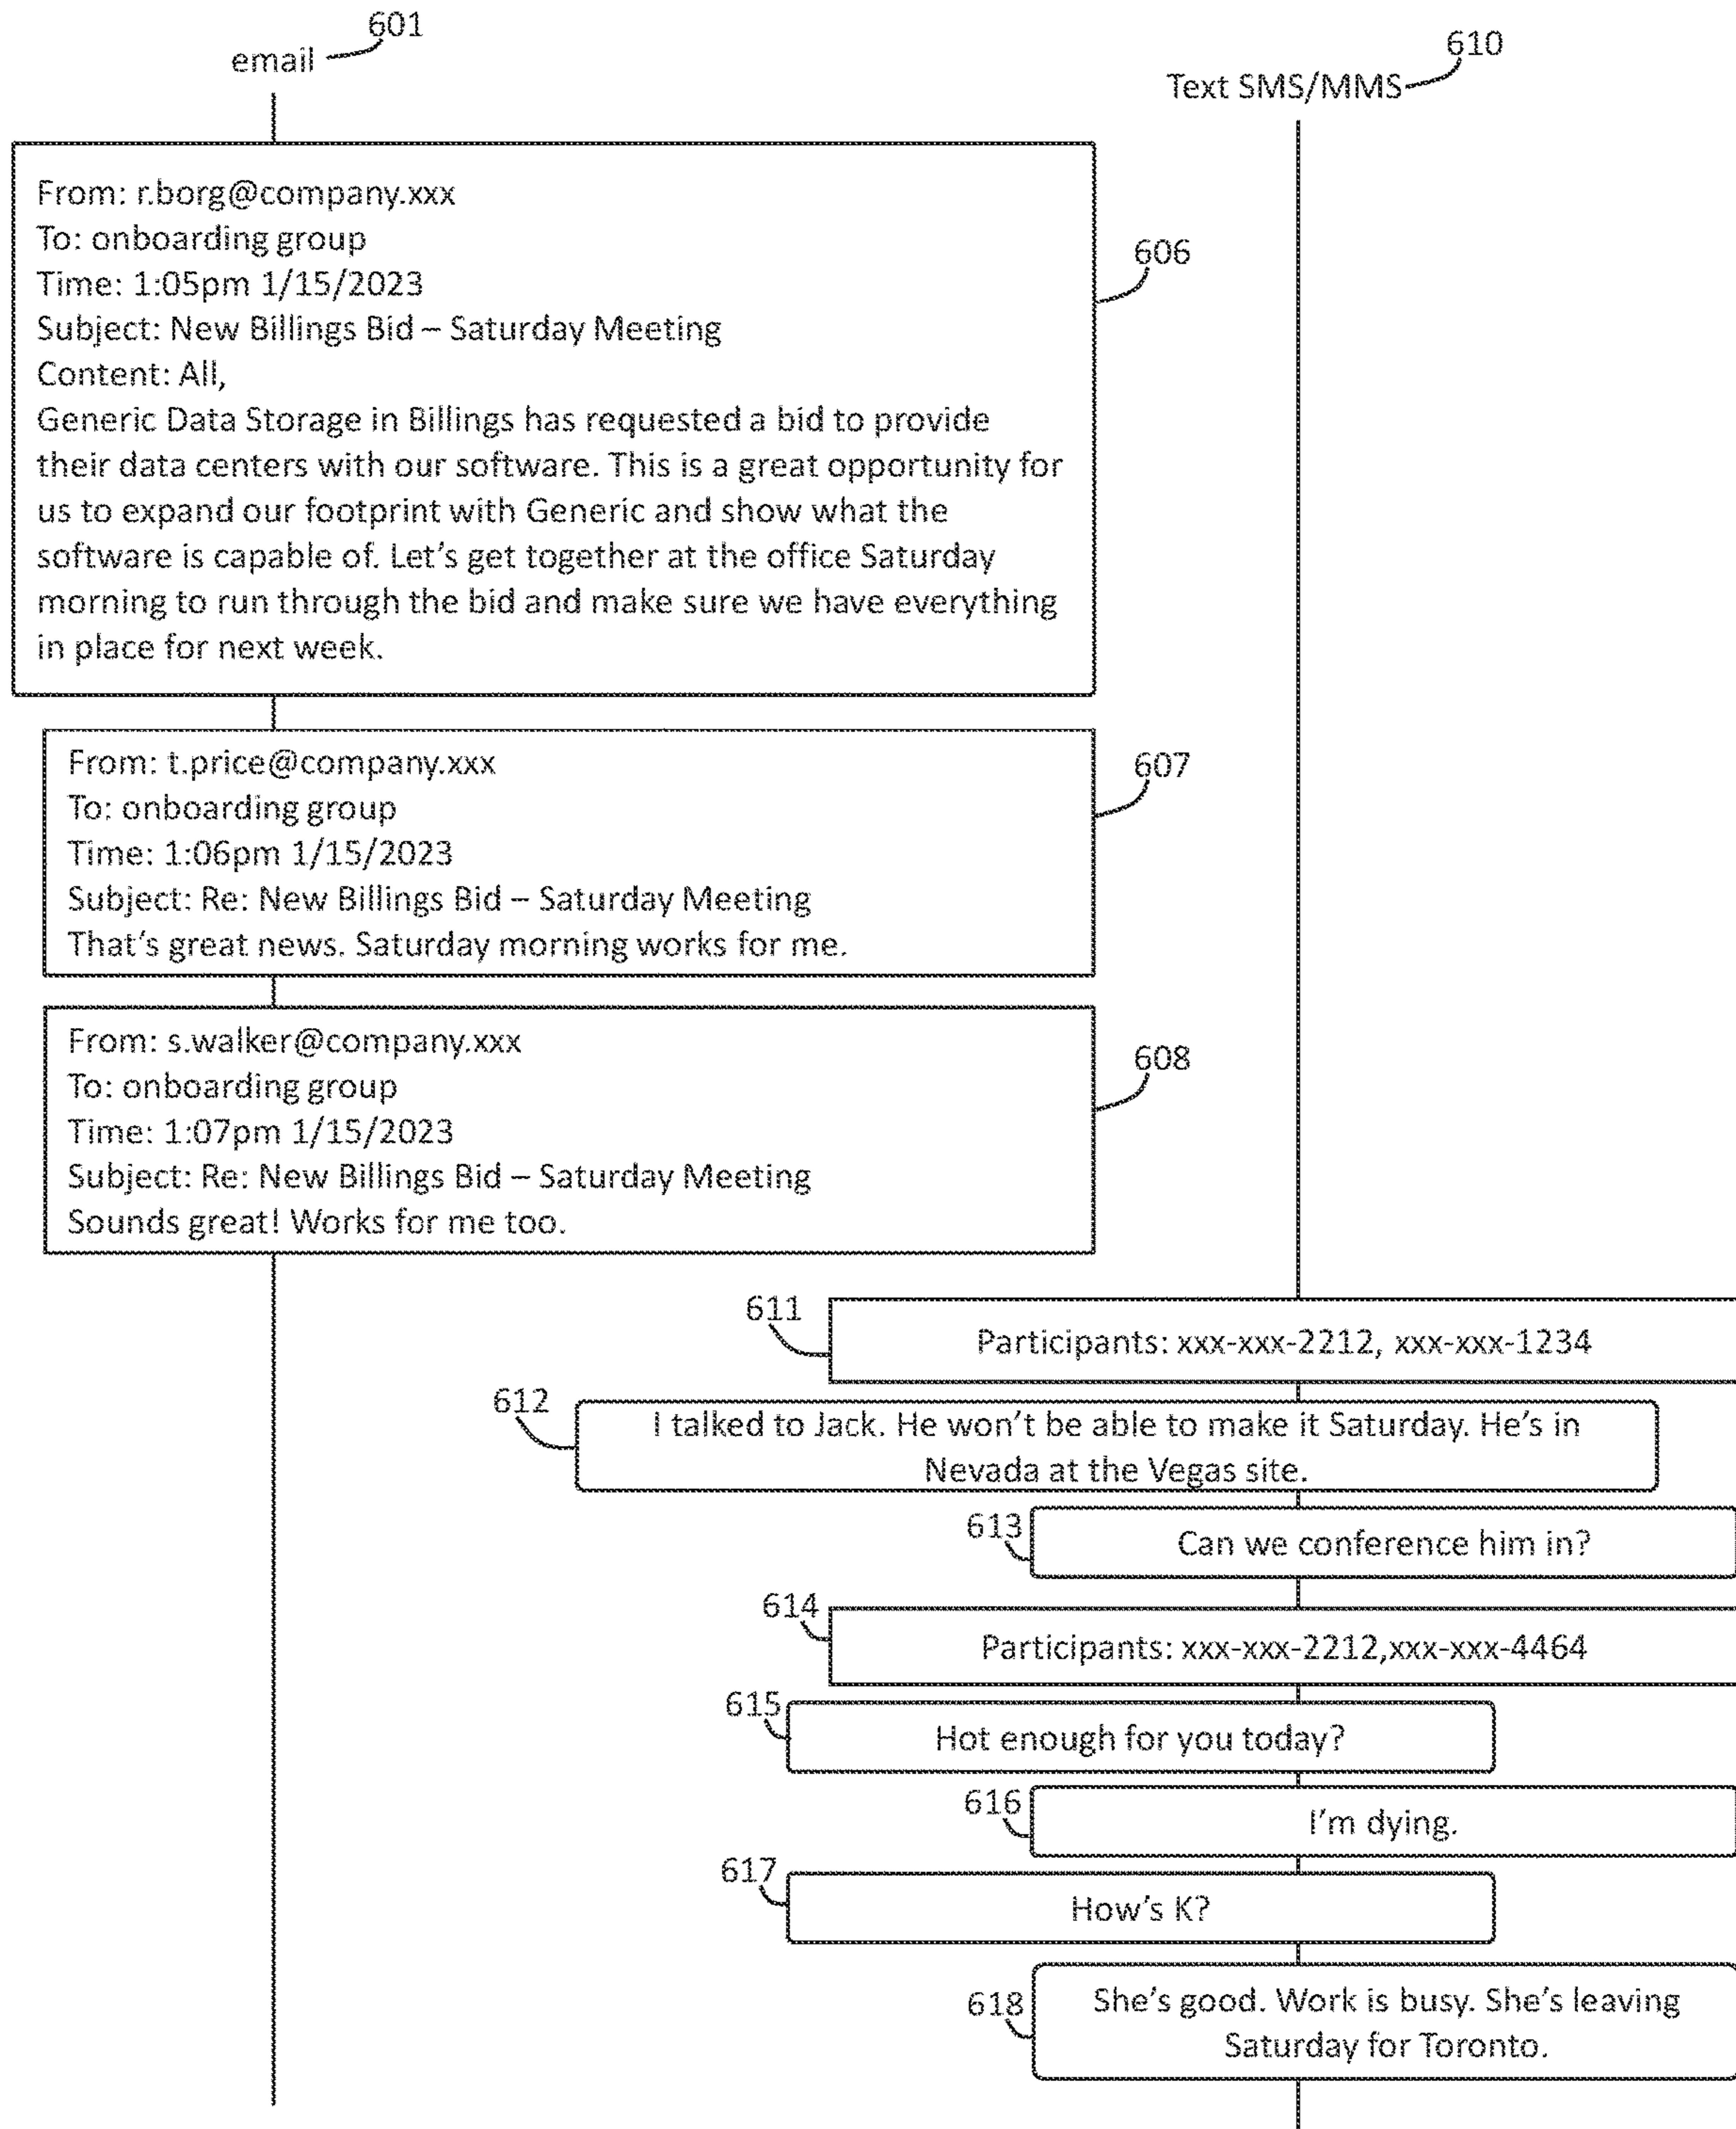 601
email
610
Text SMS/MMS
From: r.borg@company.xxx
To: onboarding group
Time: 1:05pm 1/15/2023
Subject: New Billings Bid – Saturday Meeting
Content: All,
Generic Data Storage in Billings has requested a bid to provide
their data centers with our software. This is a great opportunity for
us to expand our footprint with Generic and show what the
software is capable of. Let's get together at the office Saturday
morning to run through the bid and make sure we have everything
in place for next week.
606
From: t.price@company.xxx
To: onboarding group
Time: 1:06pm 1/15/2023
Subject: Re: New Billings Bid – Saturday Meeting
That's great news. Saturday morning works for me.
607
From: s.walker@company.xxx
To: onboarding group
Time: 1:07pm 1/15/2023
Subject: Re: New Billings Bid – Saturday Meeting
Sounds great! Works for me too.
608
611
Participants: xxx-xxx-2212, xxx-xxx-1234
612
I talked to Jack. He won't be able to make it Saturday. He's in
Nevada at the Vegas site.
613
Can we conference him in?
614
Participants: xxx-xxx-2212,xxx-xxx-4464
615
Hot enough for you today?
616
I'm dying.
617
How's K?
618
She's good. Work is busy. She's leaving
Saturday for Toronto.